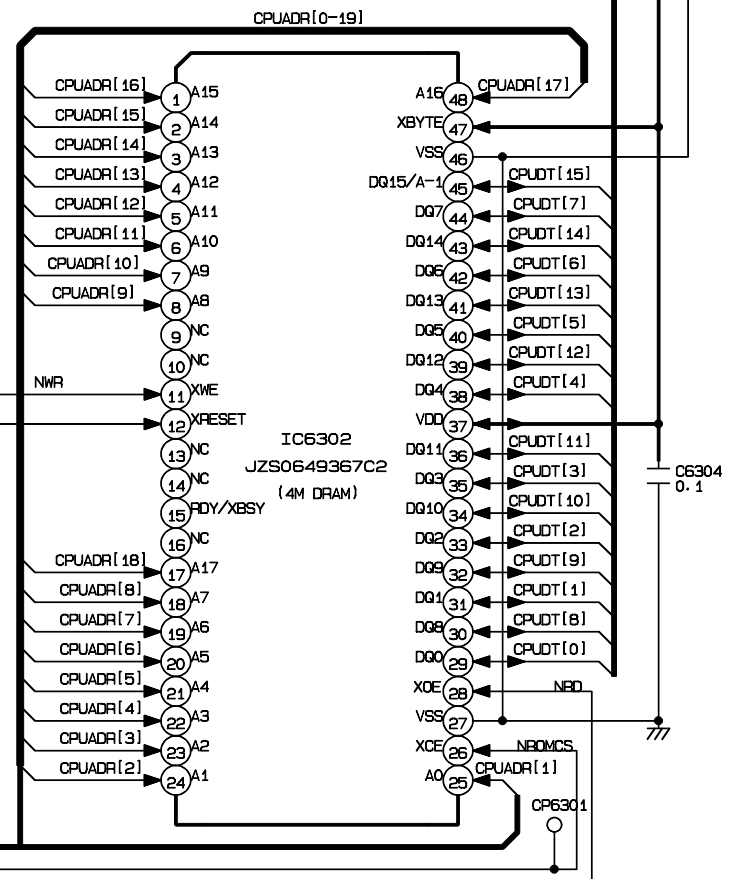 CPUADR[0-19]
CPUADR[16] 1 A15 A16 48 CPUADR[17]
CPUADR[15] 2 A14 XBYTE 47
CPUADR[14] 3 A13 VSS 46
CPUADR[13] 4 A12 DQ15/A-1 45 CPUDT[15]
CPUADR[12] 5 A11 DQ7 44 CPUDT[7]
CPUADR[11] 6 A10 DQ14 43 CPUDT[14]
CPUADR[10] 7 A9 DQ6 42 CPUDT[6]
CPUADR[9] 8 A8 DQ13 41 CPUDT[13]
9 NC DQ5 40 CPUDT[5]
10 NC DQ12 39 CPUDT[12]
NWR 11 XWE DQ4 38 CPUDT[4]
12 XRESET VDD 37
IC6302
13 NC DQ11 36 CPUDT[11]
JZS0649367C2
C6304
14 NC DQ3 35 CPUDT[3]
0.1
(4M DRAM)
15 RDY/XBSY DQ10 34 CPUDT[10]
16 NC DQ2 33 CPUDT[2]
CPUADR[18] 17 A17 DQ9 32 CPUDT[9]
CPUADR[8] 18 A7 DQ1 31 CPUDT[1]
CPUADR[7] 19 A6 DQ8 30 CPUDT[8]
CPUADR[6] 20 A5 DQ0 29 CPUDT[0]
CPUADR[5] 21 A4 XOE 28 NRD
CPUADR[4] 22 A3 VSS 27
CPUADR[3] 23 A2 XCE 26 NROMCS
CPUADR[2] 24 A1 A0 25 CPUADR[1]
CP6301